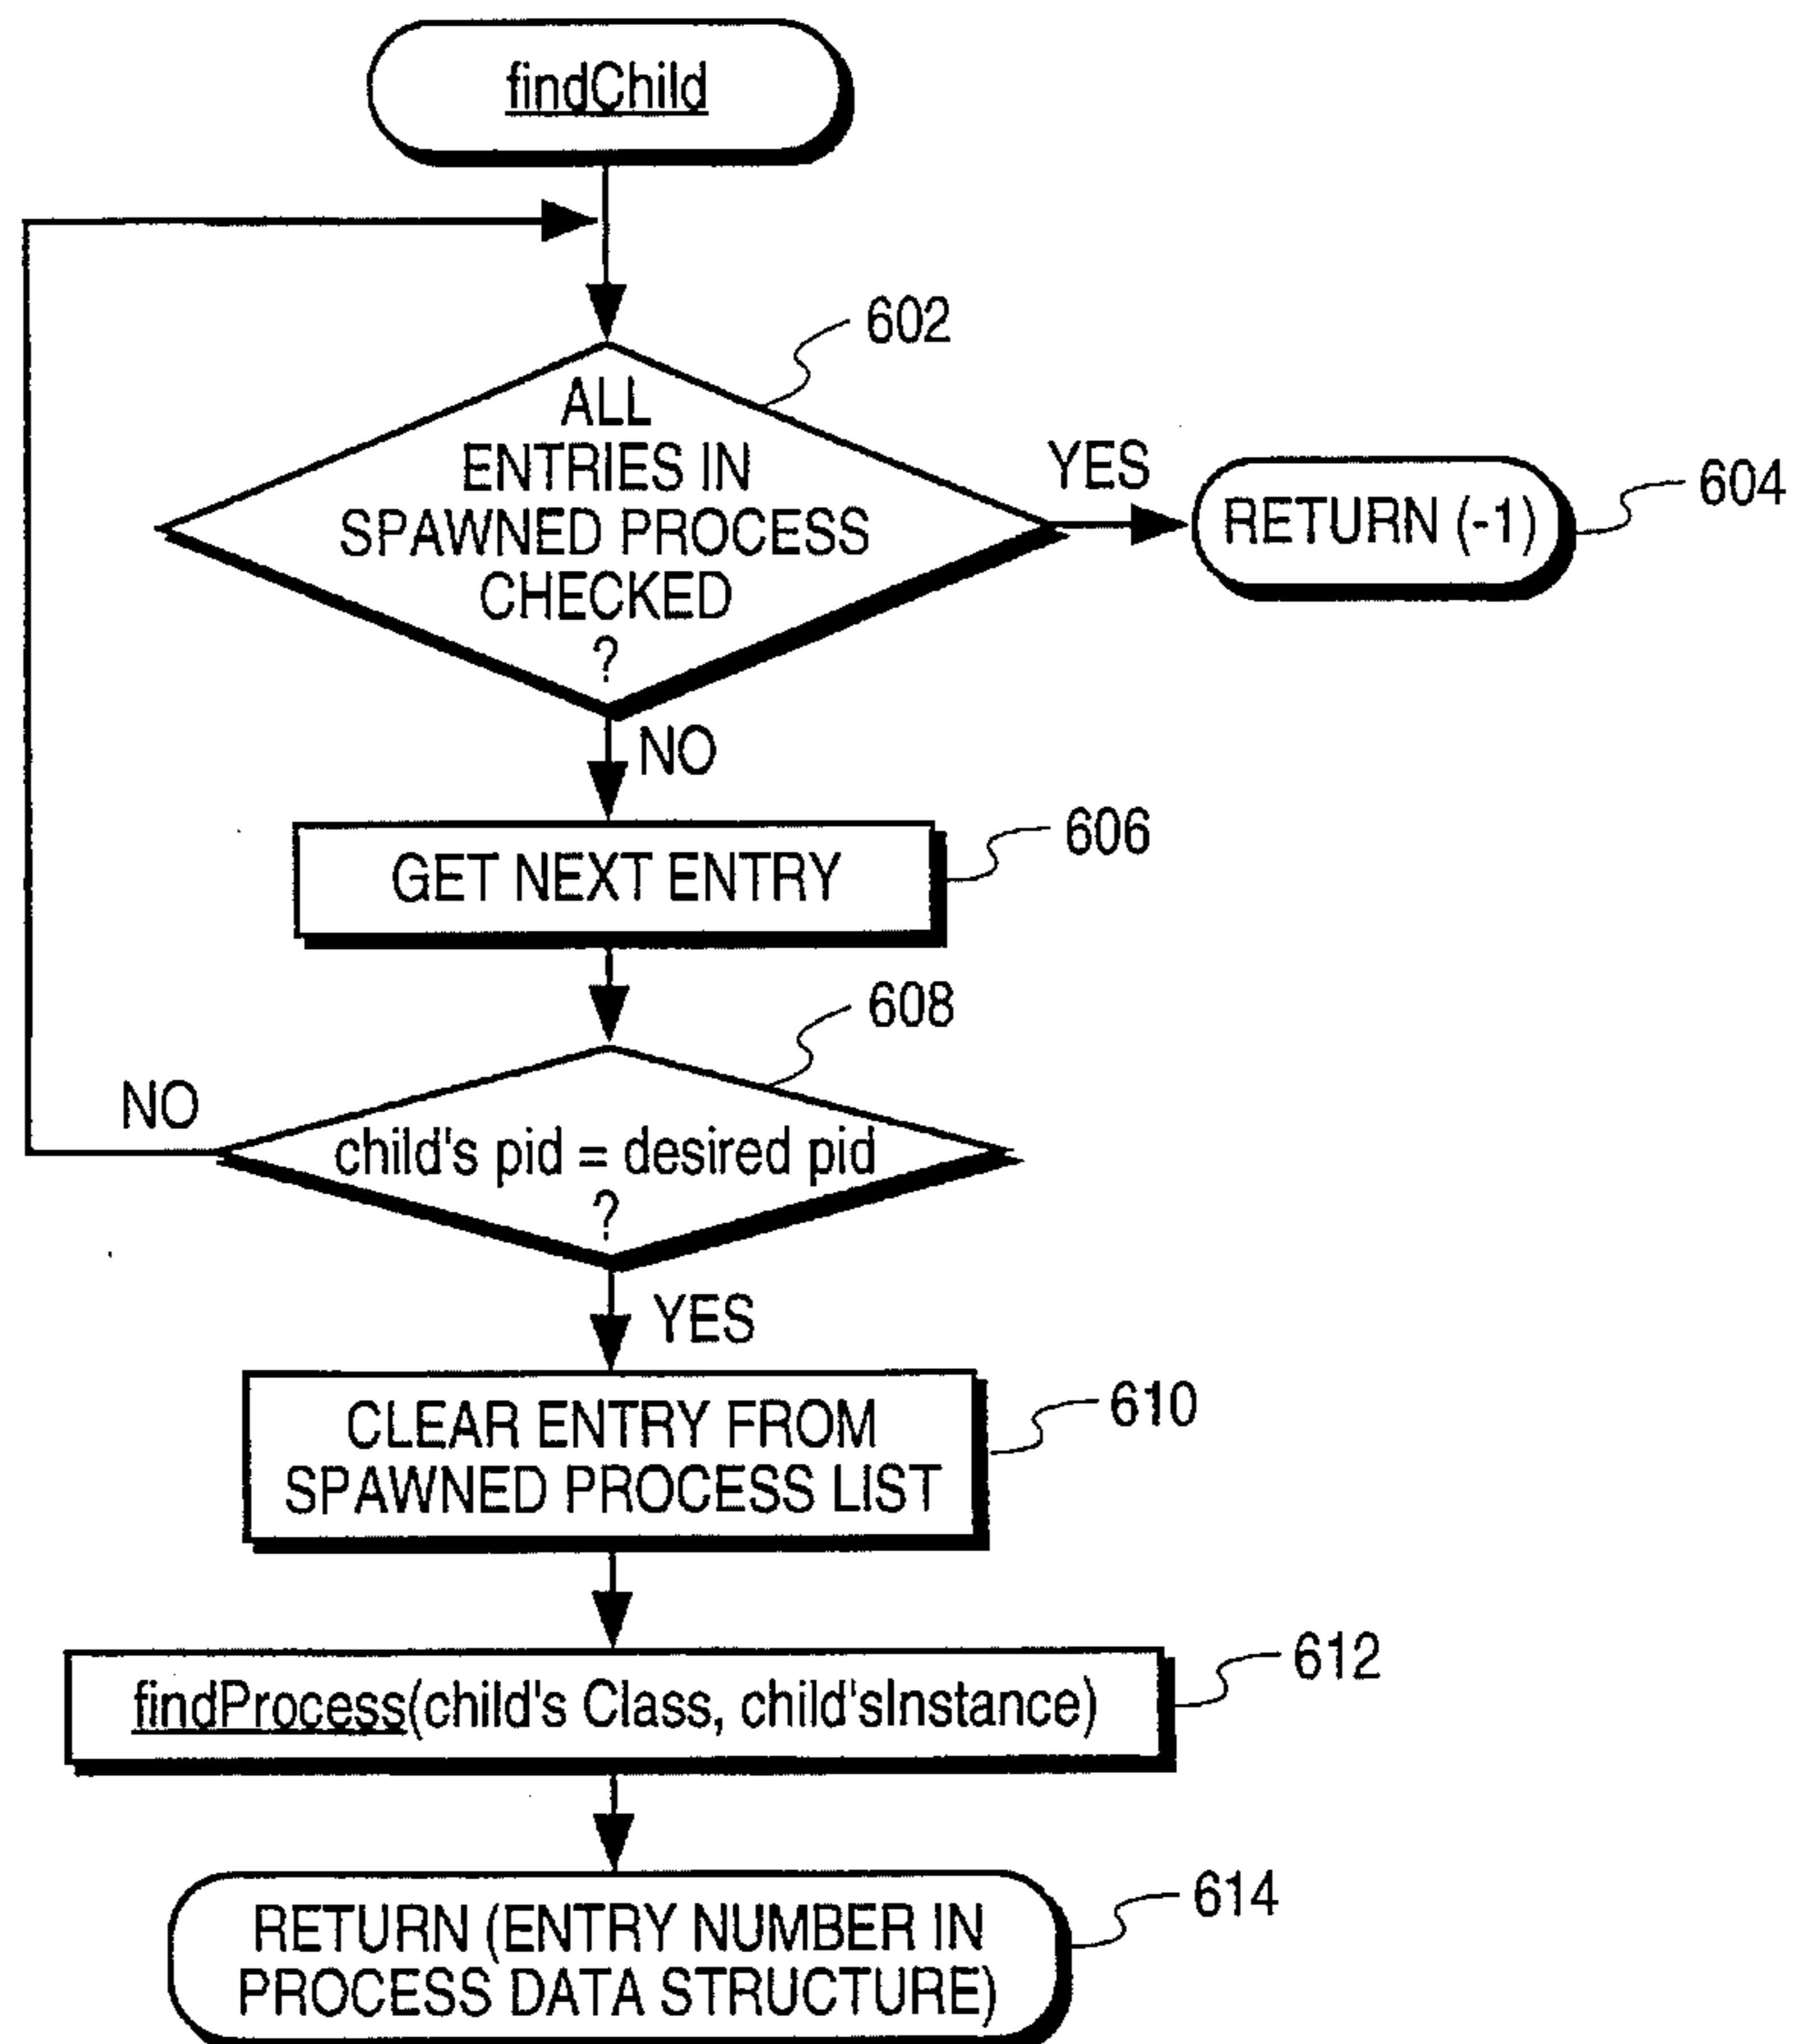 findChild
602
ALL
ENTRIES IN
SPAWNED PROCESS
CHECKED
?
YES
RETURN (-1)
604
NO
GET NEXT ENTRY
606
608
NO
child's pid = desired pid
?
YES
CLEAR ENTRY FROM
SPAWNED PROCESS LIST
610
findProcess(child's Class, child'sInstance)
612
RETURN (ENTRY NUMBER IN
PROCESS DATA STRUCTURE)
614